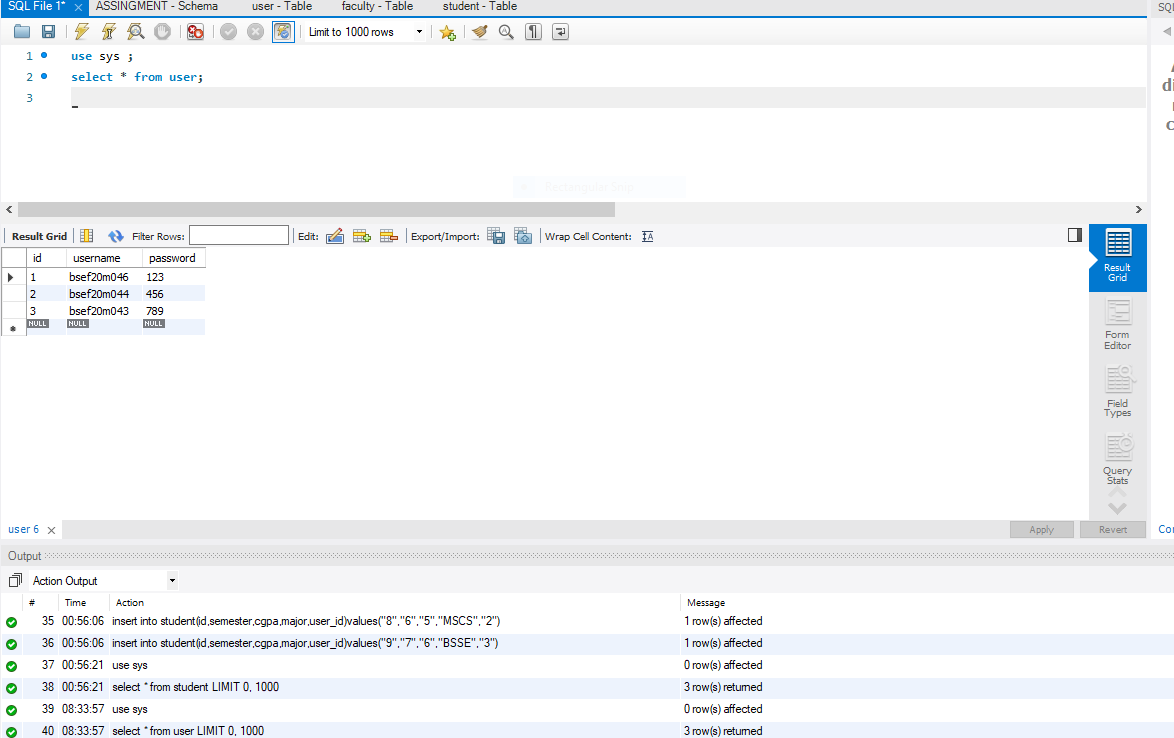 SQL File 1* ASSINGMENT - Schema user - Table faculty - Table student - Table
Limit to 1000 rows
1 use sys ;
2 select * from user;
3
Result Grid Filter Rows: Edit: Export/Import: Wrap Cell Content:
id username password
1 bsef20m046 123
2 bsef20m044 456
3 bsef20m043 789
NULL NULL NULL
Result
Grid
Form
Editor
Field
Types
Query
Stats
user 6 Apply Revert
Output
Action Output
# Time Action Message
35 00:56:06 insert into student(id,semester,cgpa,major,user_id)values("8","6","5","MSCS","2") 1 row(s) affected
36 00:56:06 insert into student(id,semester,cgpa,major,user_id)values("9","7","6","BSSE","3") 1 row(s) affected
37 00:56:21 use sys 0 row(s) affected
38 00:56:21 select * from student LIMIT 0, 1000 3 row(s) returned
39 08:33:57 use sys 0 row(s) affected
40 08:33:57 select * from user LIMIT 0, 1000 3 row(s) returned